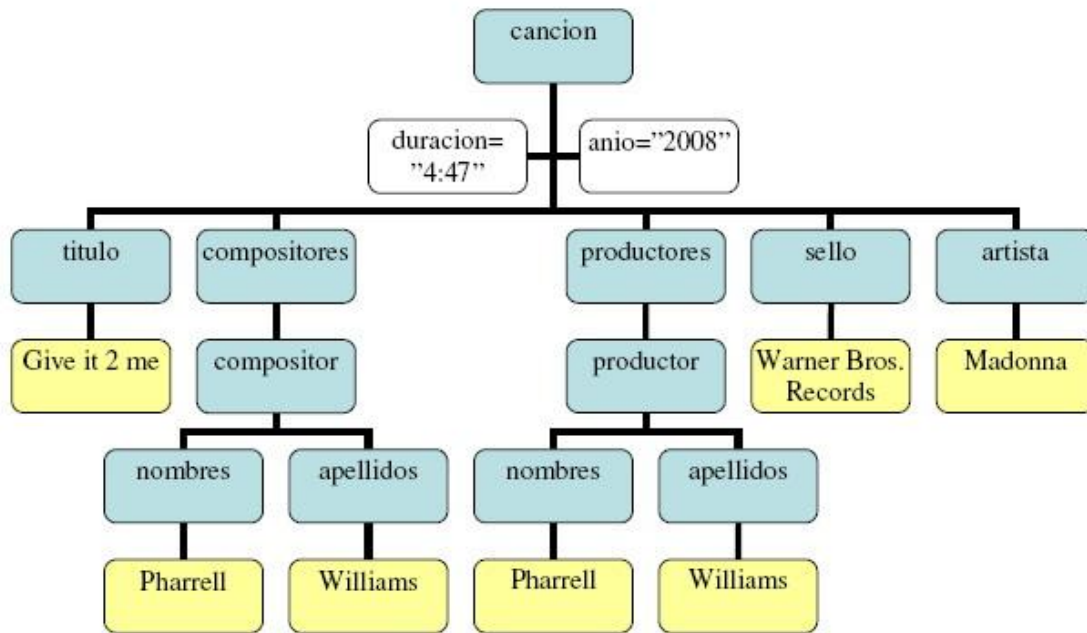 cancion
duracion=
”4:47”
anio=”2008”
titulo
compositores
productores
sello
artista
Give it 2 me
compositor
productor
Warner Bros.
Records
Madonna
nombres
apellidos
nombres
apellidos
Pharrell
Williams
Pharrell
Williams